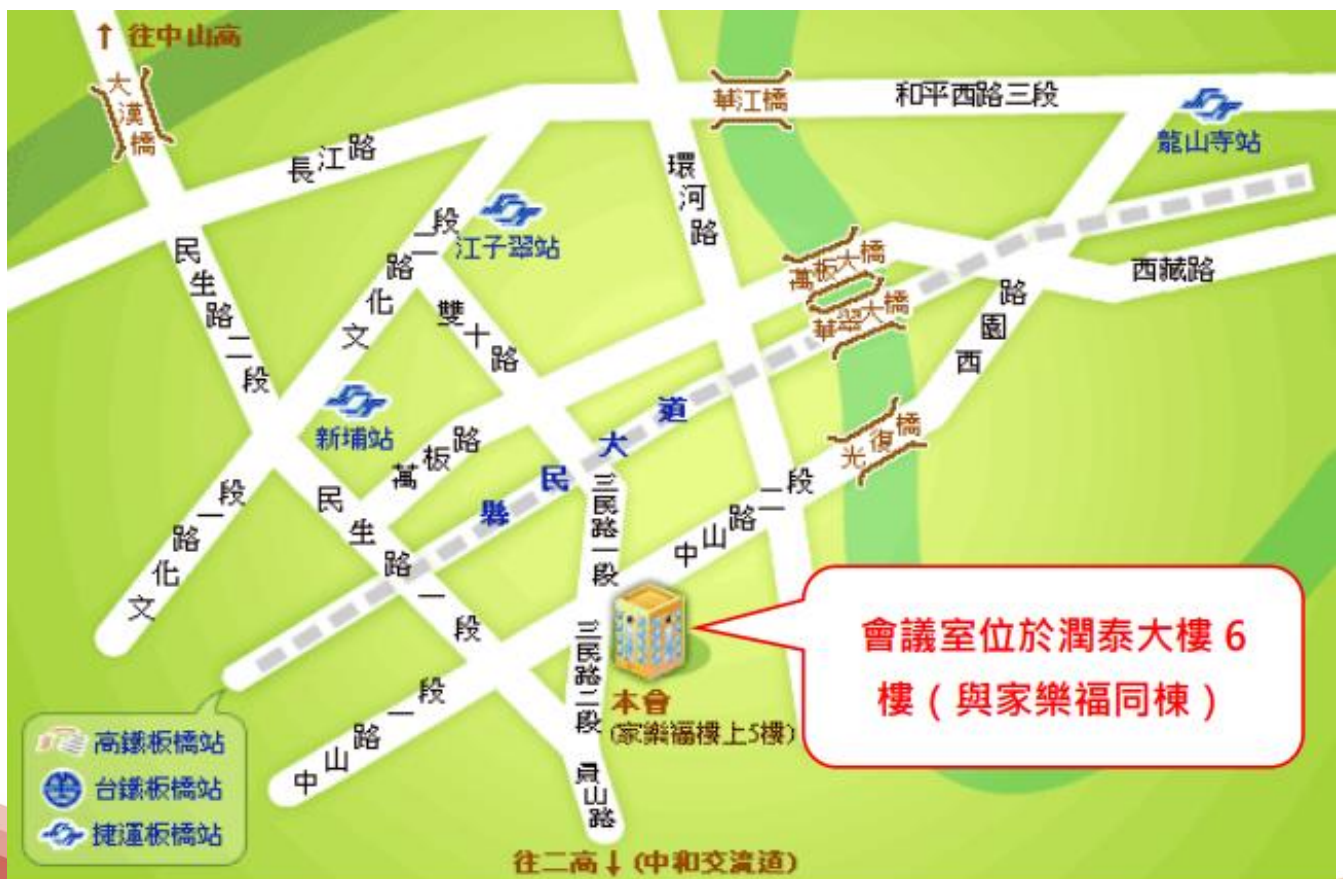 ↑ 往中山高
大漢橋
華江橋
和平西路三段
龍山寺站
長江路
環河路
民生路二段
文化路二段
江子翠站
雙十路
萬板大橋
華翠大橋
西藏路
西園路
新埔站
萬板路
縣民大道
光復橋
文化路一段
民生路一段
三民路一段
中山路二段
會議室位於潤泰大樓 6
樓（與家樂福同棟）
三民路二段
本會
(家樂福樓上5樓)
中山路一段
員山路
高鐵板橋站
台鐵板橋站
捷運板橋站
往二高↓(中和交流道)